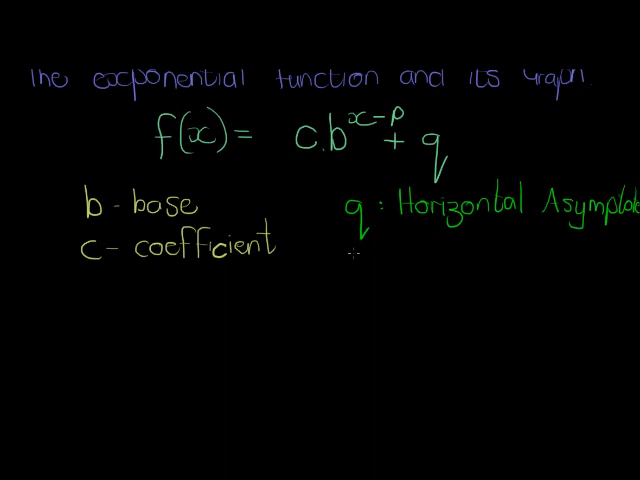 The exponential function and its Graph.
f(x) = c.b^{x-p} + q
b - base
q : Horizontal Asymptote
c - coefficient